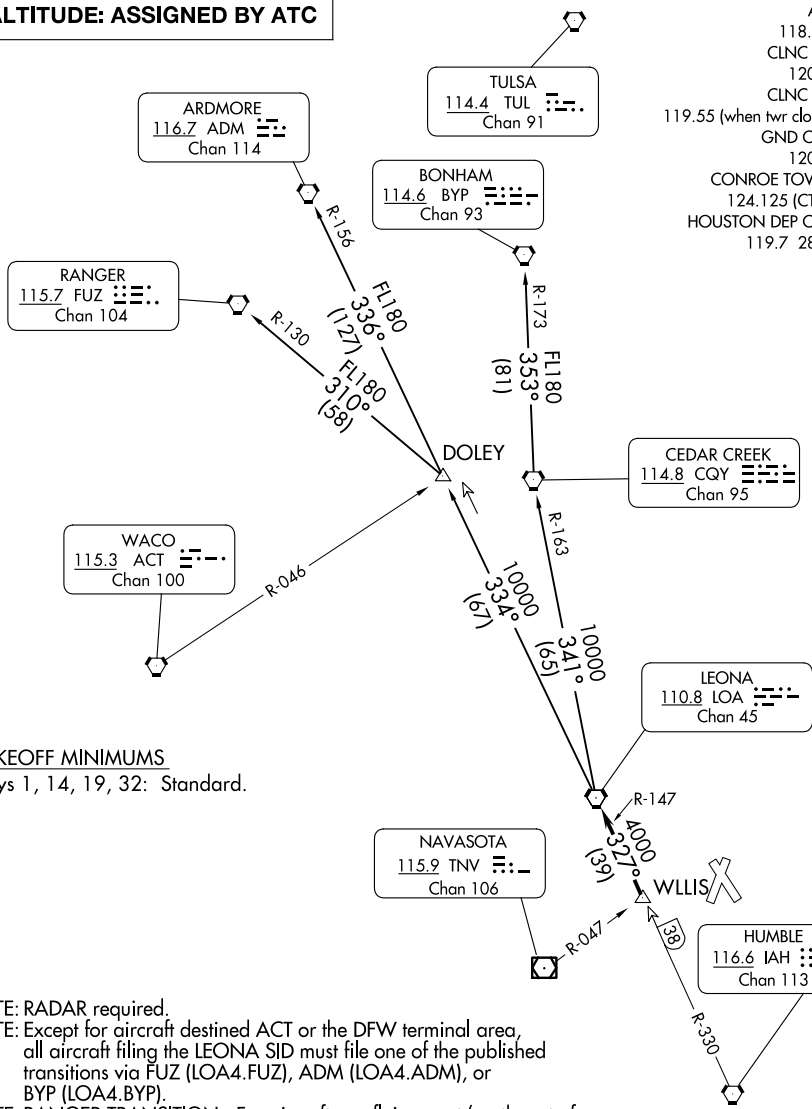 ALTITUDE: ASSIGNED BY ATC
118.
CLNC
120
CLNC
119.55 (when twr clo
GND C
120
CONROE TOW
124.125 (CT
HOUSTON DEP C
119.7 28
TULSA
114.4 TUL
Chan 91
ARDMORE
116.7 ADM
Chan 114
BONHAM
114.6 BYP
Chan 93
R-156
RANGER
115.7 FUZ
Chan 104
R-130
FL180
336°
(127)
R-173
FL180
353°
(81)
FL180
310°
(58)
DOLEY
CEDAR CREEK
114.8 CQY
Chan 95
R-163
WACO
115.3 ACT
Chan 100
R-046
10000
334°
(67)
10000
341°
(65)
LEONA
110.8 LOA
Chan 45
KEOFF MINIMUMS
ys 1, 14, 19, 32: Standard.
R-147
4000
327°
(39)
NAVASOTA
115.9 TNV
Chan 106
WLLIS
R-047
38
HUMBLE
116.6 IAH
Chan 113
R-330
TE: RADAR required.
TE: Except for aircraft destined ACT or the DFW terminal area,
all aircraft filing the LEONA SID must file one of the published
transitions via FUZ (LOA4.FUZ), ADM (LOA4.ADM), or
BYP (LOA4.BYP).